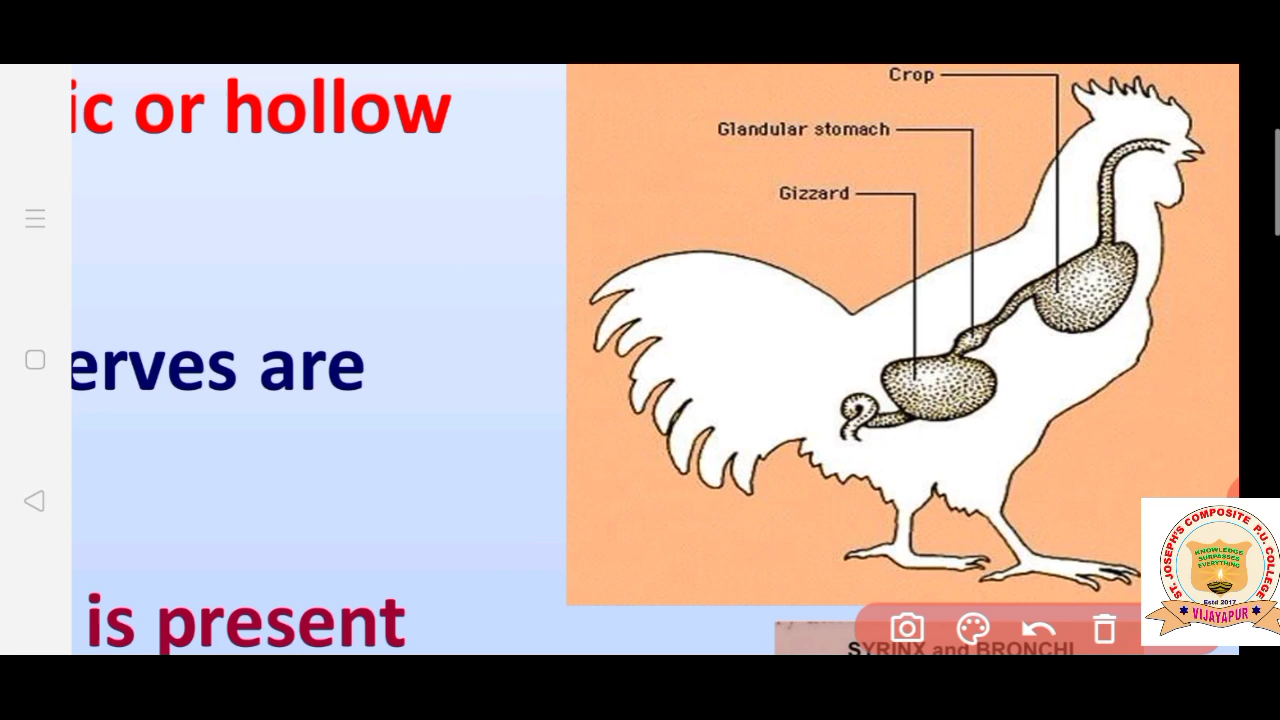 ic or hollow
erves are
is present
Crop
Glandular stomach
Gizzard
SYRINX and BRONCHI
ST. JOSEPH'S COMPOSITE P.U. COLLEGE
KNOWLEDGE
SURPASSES
EVERYTHING
Estd 2017
VIJAYAPUR